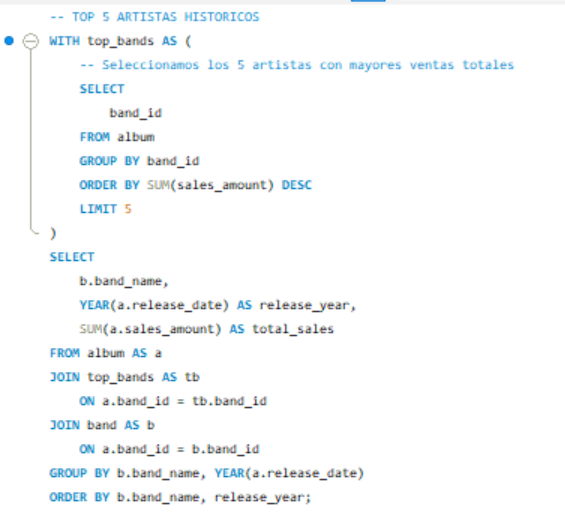 -- TOP 5 ARTISTAS HISTORICOS
WITH top_bands AS (
-- Seleccionamos los 5 artistas con mayores ventas totales
SELECT
band_id
FROM album
GROUP BY band_id
ORDER BY SUM(sales_amount) DESC
LIMIT 5
)
SELECT
b.band_name,
YEAR(a.release_date) AS release_year,
SUM(a.sales_amount) AS total_sales
FROM album AS a
JOIN top_bands AS tb
ON a.band_id = tb.band_id
JOIN band AS b
ON a.band_id = b.band_id
GROUP BY b.band_name, YEAR(a.release_date)
ORDER BY b.band_name, release_year;